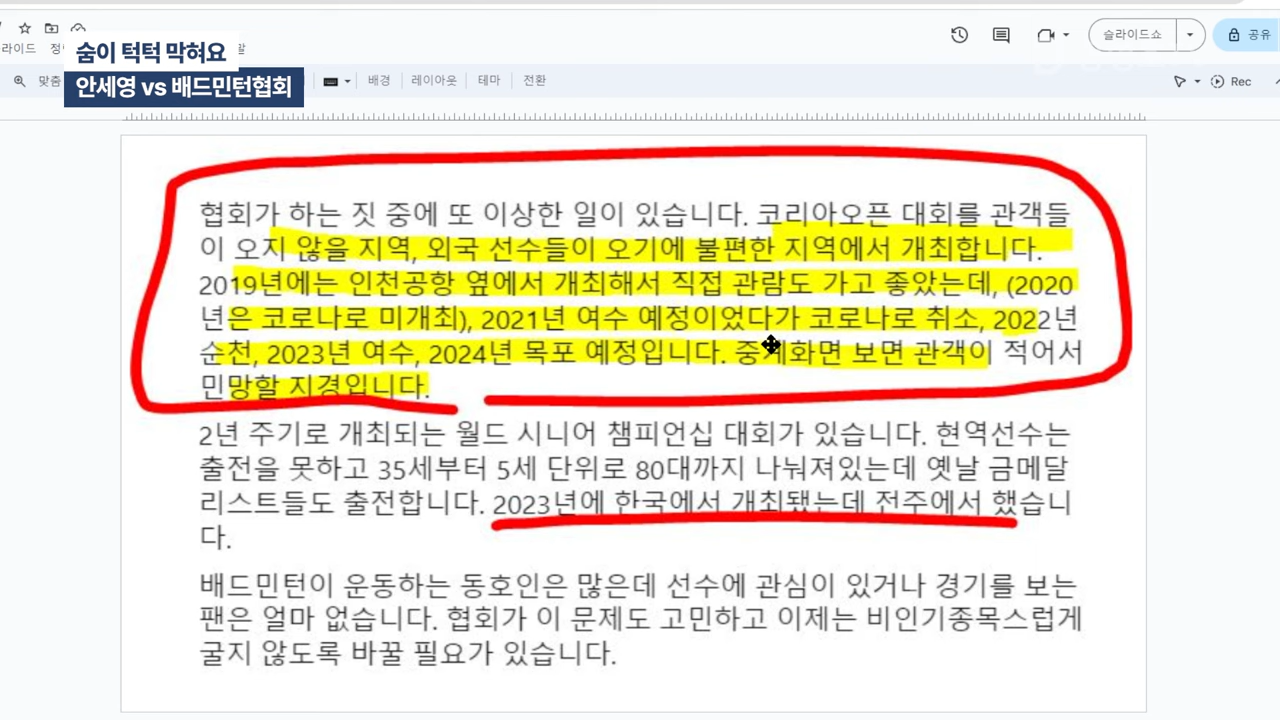 라이드
숨이 턱턱 막혀요
안세영 vs 배드민턴협회
맞춤
배경 레이아웃 테마 전환
슬라이드쇼
공유
Rec
협회가 하는 짓 중에 또 이상한 일이 있습니다. 코리아오픈 대회를 관객들
이 오지 않을 지역, 외국 선수들이 오기에 불편한 지역에서 개최합니다.
2019년에는 인천공항 옆에서 개최해서 직접 관람도 가고 좋았는데, (2020
년은 코로나로 미개최), 2021년 여수 예정이었다가 코로나로 취소, 2022년
순천, 2023년 여수, 2024년 목포 예정입니다. 중계화면 보면 관객이 적어서
민망할 지경입니다.
2년 주기로 개최되는 월드 시니어 챔피언십 대회가 있습니다. 현역선수는
출전을 못하고 35세부터 5세 단위로 80대까지 나눠져있는데 옛날 금메달
리스트들도 출전합니다. 2023년에 한국에서 개최됐는데 전주에서 했습니
다.
배드민턴이 운동하는 동호인은 많은데 선수에 관심이 있거나 경기를 보는
팬은 얼마 없습니다. 협회가 이 문제도 고민하고 이제는 비인기종목스럽게
굴지 않도록 바꿀 필요가 있습니다.